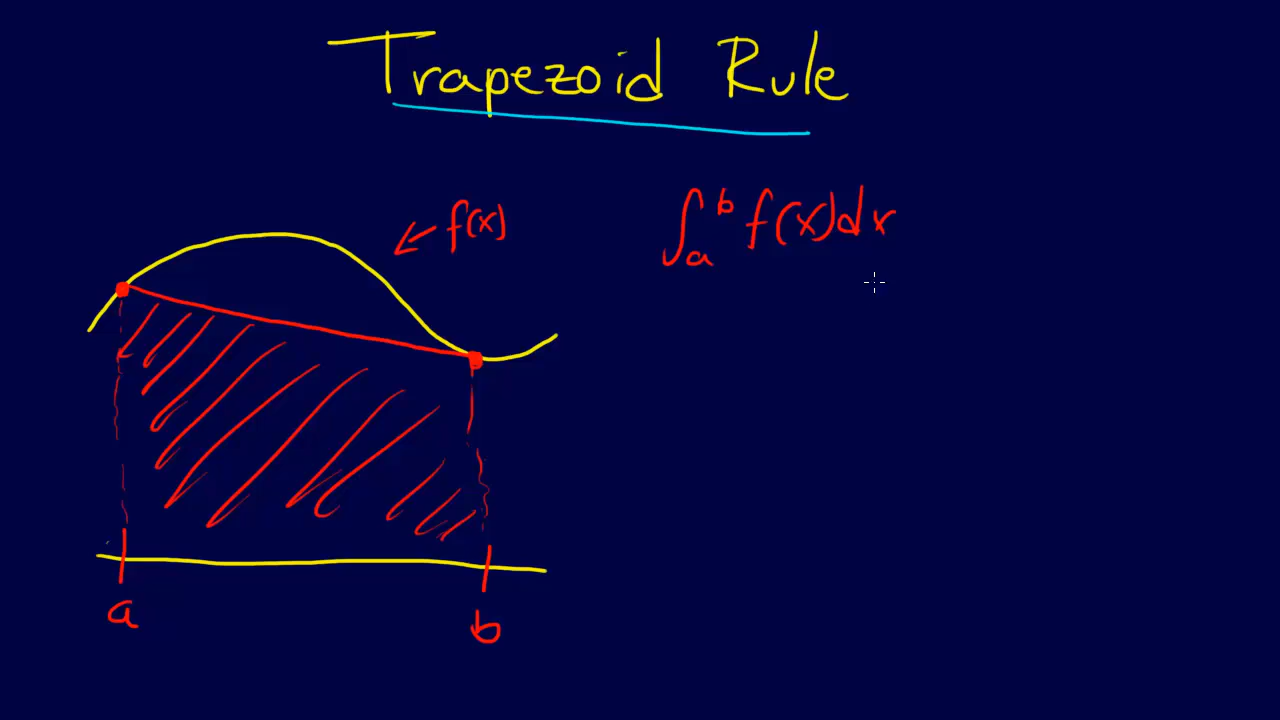 Trapezoid Rule
← f(x)
∫ₐᵇ f(x)dx
a
b